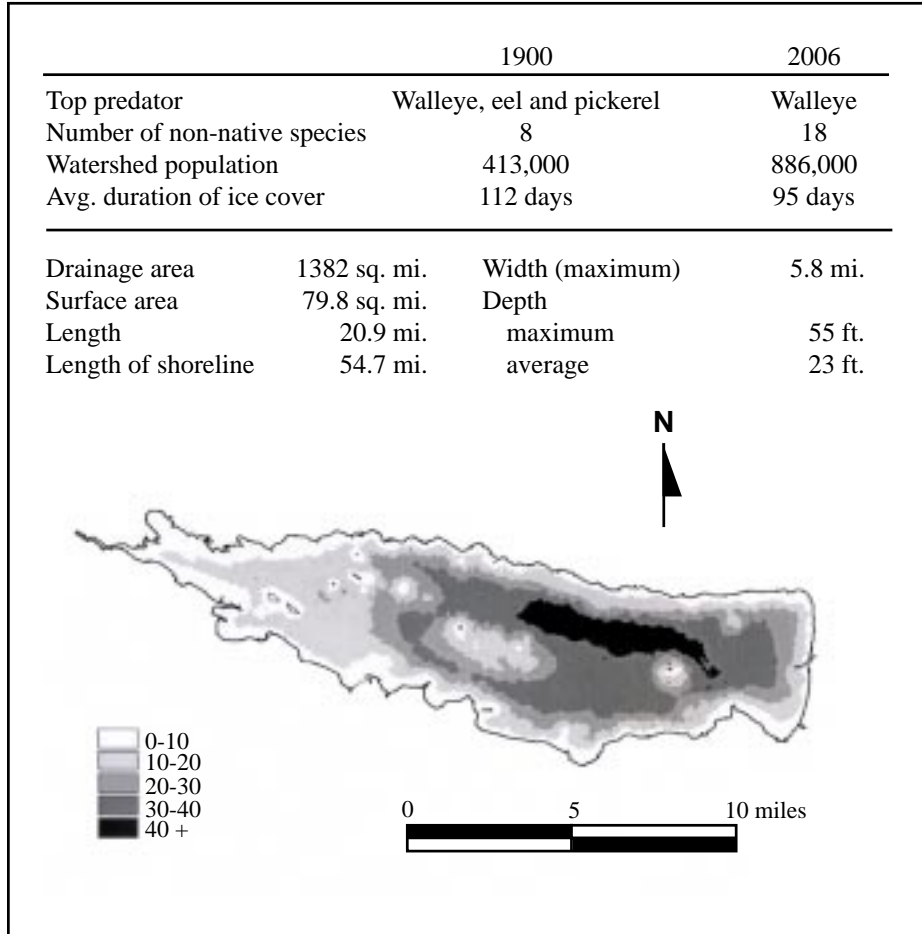 1900 2006
Top predator Walleye, eel and pickerel Walleye
Number of non-native species 8 18
Watershed population 413,000 886,000
Avg. duration of ice cover 112 days 95 days
Drainage area 1382 sq. mi. Width (maximum) 5.8 mi.
Surface area 79.8 sq. mi. Depth
Length 20.9 mi. maximum 55 ft.
Length of shoreline 54.7 mi. average 23 ft.
N
0-10
10-20
20-30
30-40
40 +
0 5 10 miles